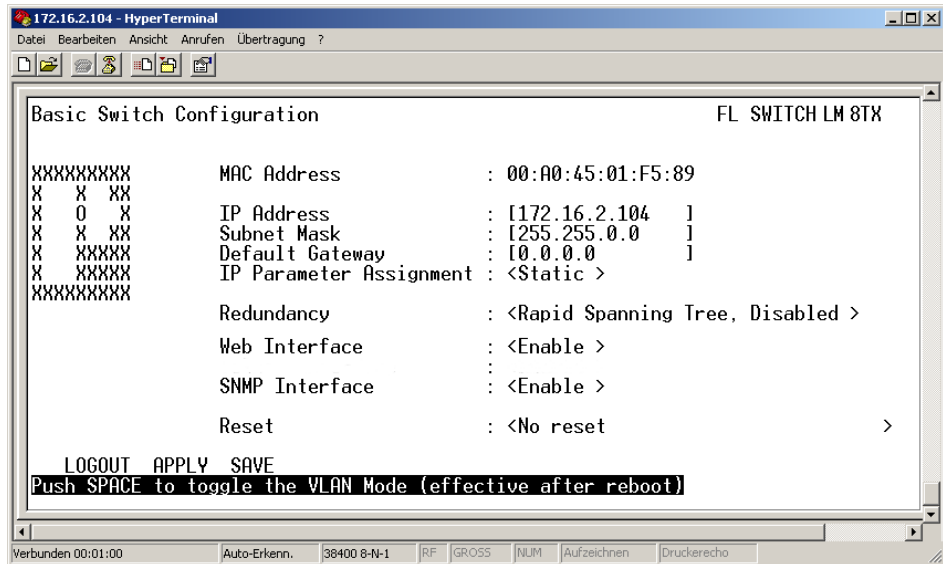 172.16.2.104 - HyperTerminal
Datei Bearbeiten Ansicht Anrufen Übertragung ?
Basic Switch Configuration FL SWITCH LM 8TX
XXXXXXXXX MAC Address : 00:A0:45:01:F5:89
X X XX
X O X IP Address : [172.16.2.104 ]
X X XX Subnet Mask : [255.255.0.0 ]
X XXXXX Default Gateway : [0.0.0.0 ]
X XXXXX IP Parameter Assignment : <Static >
XXXXXXXXX
Redundancy : <Rapid Spanning Tree, Disabled >
Web Interface : <Enable >
:
SNMP Interface : <Enable >
Reset : <No reset >
LOGOUT APPLY SAVE
Push SPACE to toggle the VLAN Mode (effective after reboot)
Verbunden 00:01:00 Auto-Erkenn. 38400 8-N-1 RF GROSS NUM Aufzeichnen Druckerecho